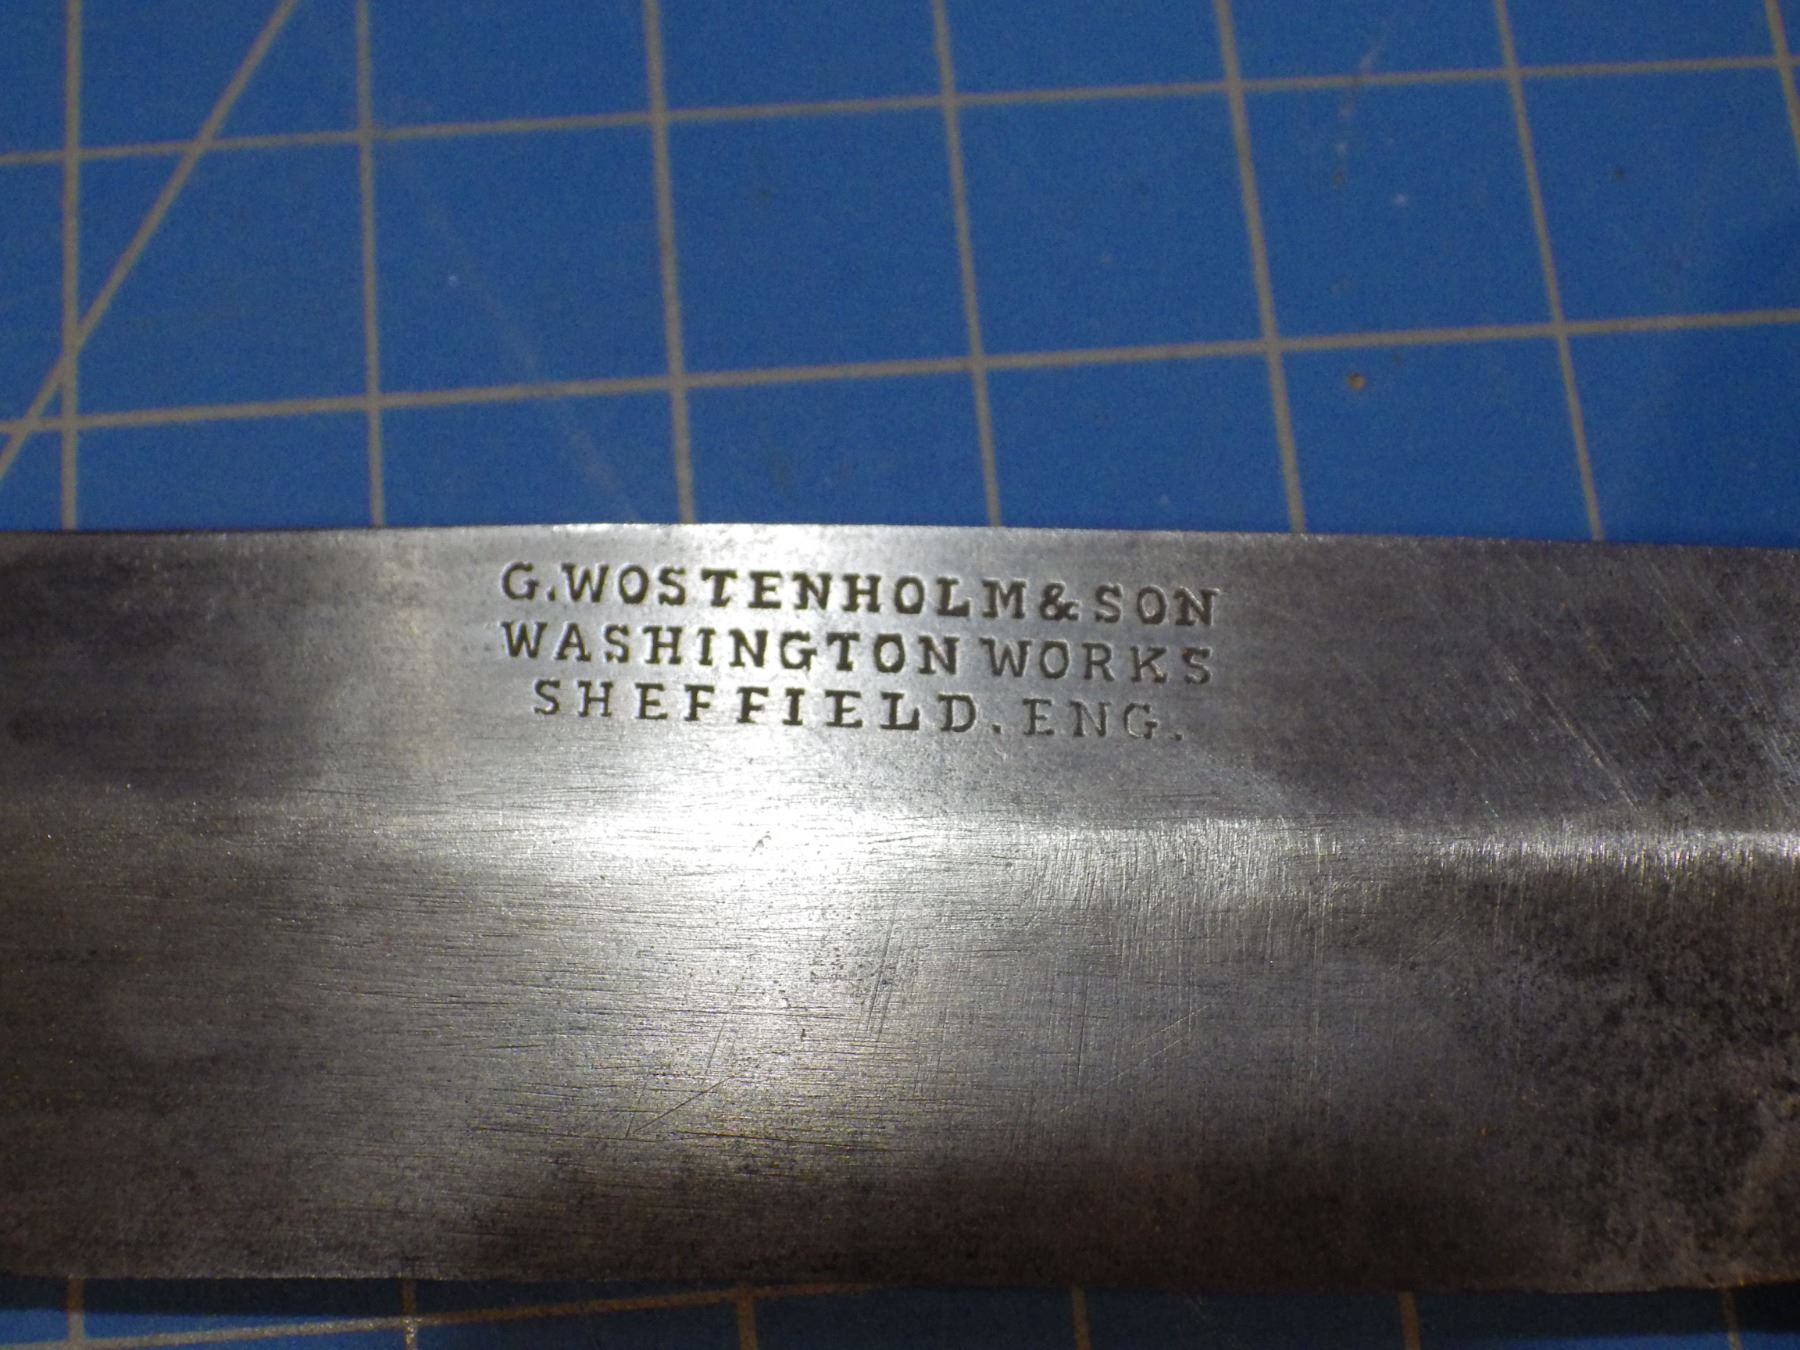 G.WOSTENHOLM & SON
WASHINGTON WORKS
SHEFFIELD.ENG.